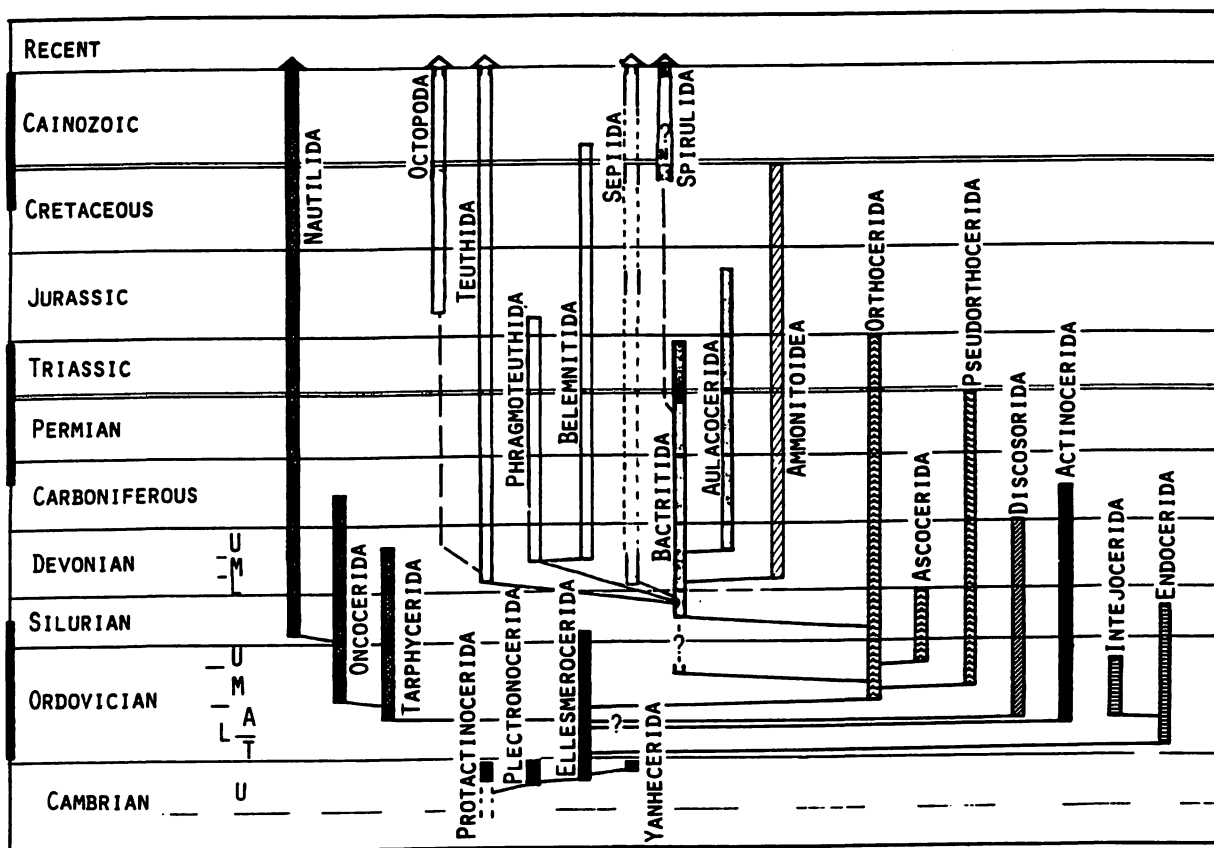 RECENT
CAINOZOIC
CRETACEOUS
JURASSIC
TRIASSIC
PERMIAN
CARBONIFEROUS
DEVONIAN
U
M
L
SILURIAN
ORDOVICIAN
U
M
A
L
T
CAMBRIAN
U
NAUTILIDA
ONCOCERIDA
TARPHYCERIDA
OCTOPODA
TEUTHIDA
PROTACTINOCERIDA
PHRAGMOTEUTHIDA
PLECTRONOCERIDA
BELEMNITIDA
ELLESMEROCERIDA
?
SEPIIDA
YANHECERIDA
?
SPIRULIDA
BACTRITIDA
?
AULACOCERIDA
AMMONITOIDEA
ORTHOCERIDA
ASCOCERIDA
PSEUDORTHOCERIDA
DISCOSORIDA
ACTINOCERIDA
INTEJOCERIDA
ENDOCERIDA